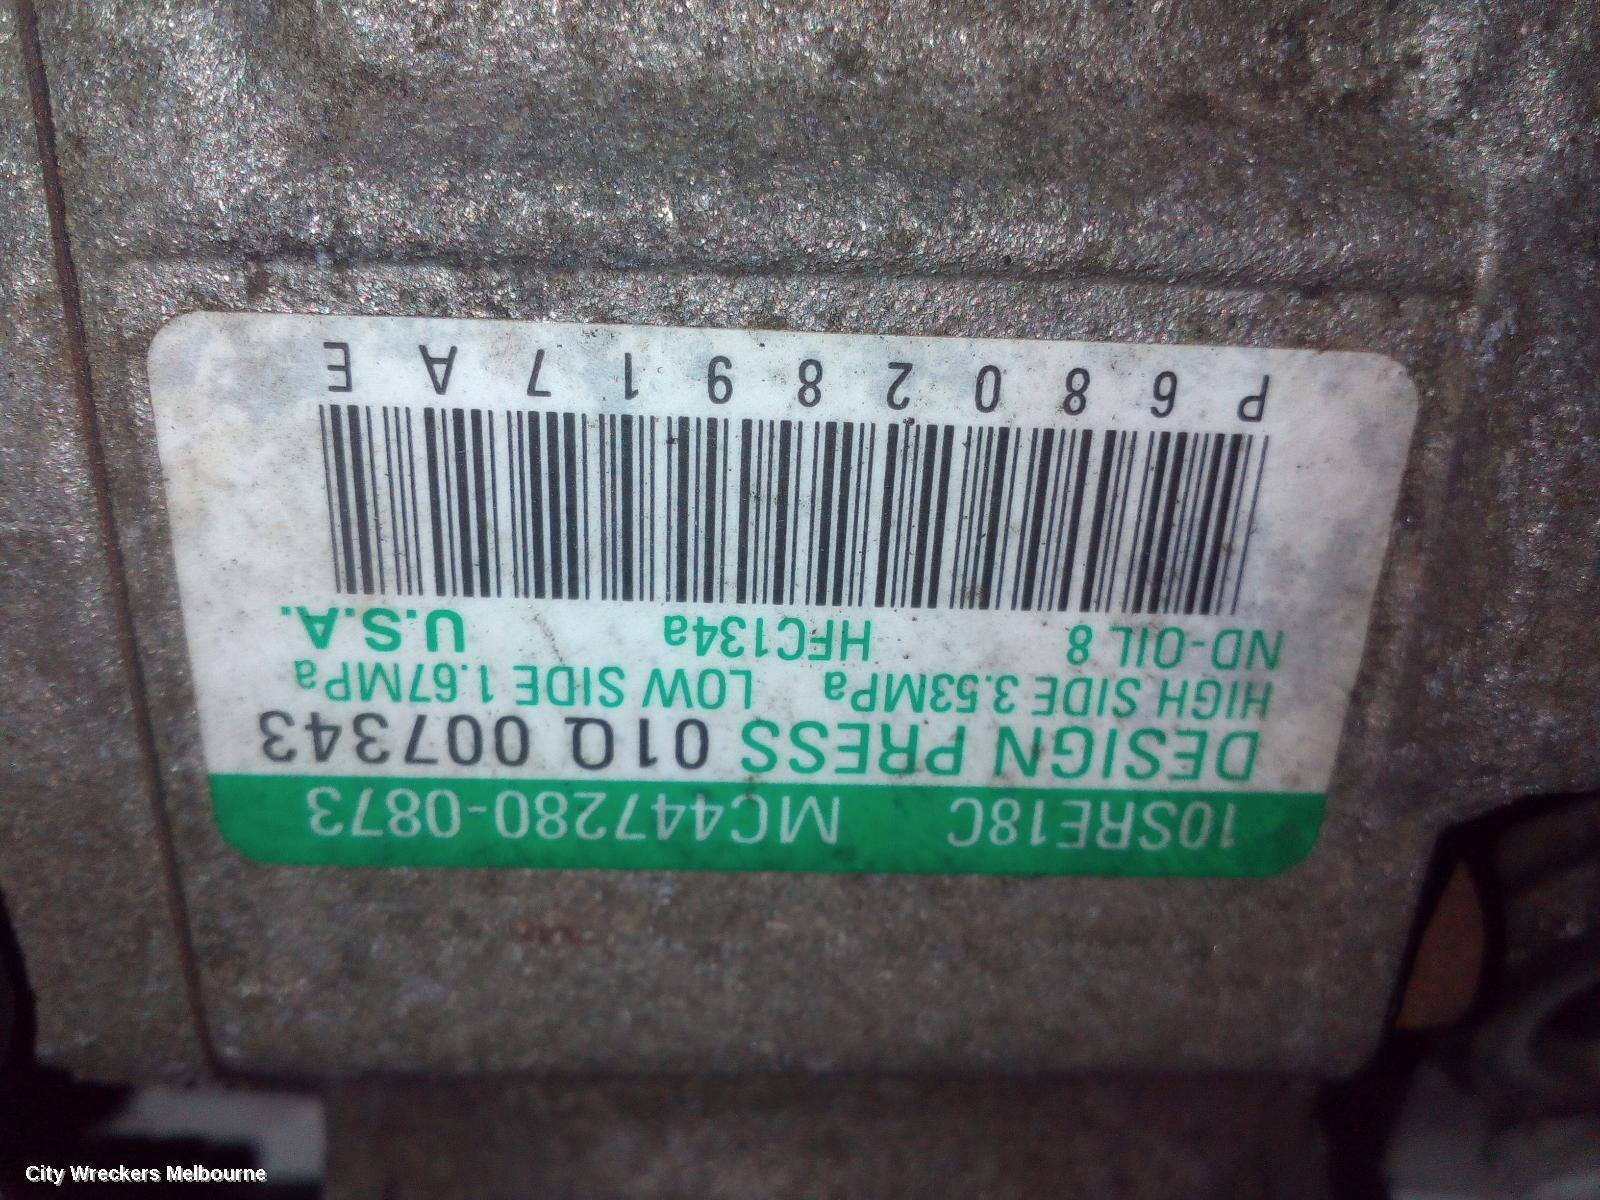 10SRE18C MC447280-0873
DESIGN PRESS 01Q 007343
HIGH SIDE 3.53MPa LOW SIDE 1.67MPa
ND-OIL 8 HFC134a U.S.A.
P68028917AE
City Wreckers Melbourne